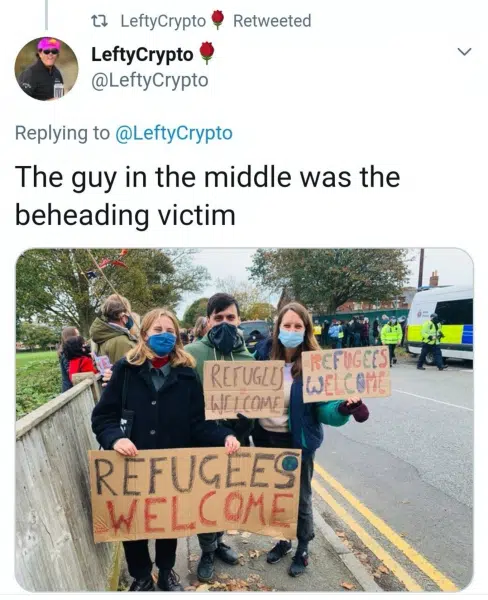 LeftyCrypto🌹 Retweeted
LeftyCrypto🌹
@LeftyCrypto
Replying to @LeftyCrypto
The guy in the middle was the
beheading victim
REFUGEES
WELCOME
REFUGEES
WELCOME
REFUGEES
WELCOME